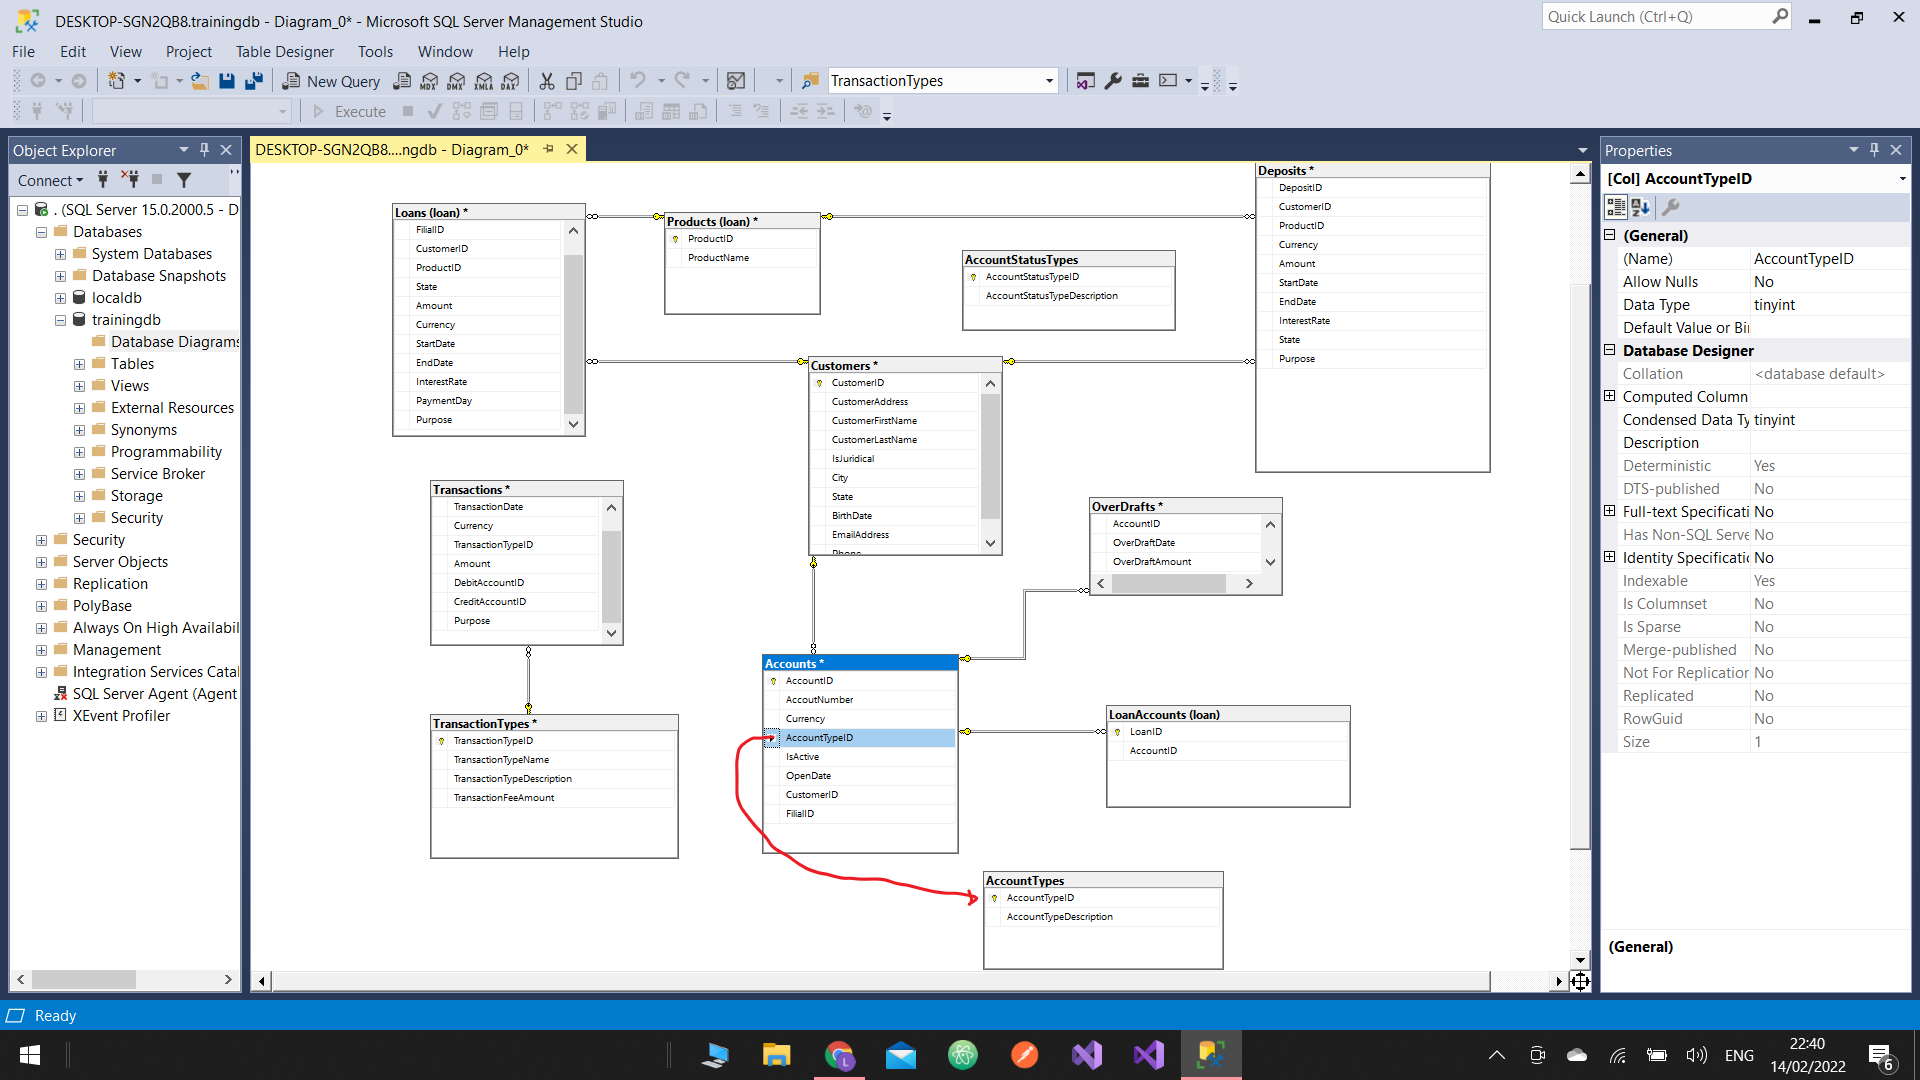 DESKTOP-SGN2QB8.trainingdb - Diagram_0* - Microsoft SQL Server Management Studio
Quick Launch (Ctrl+Q)
File Edit View Project Table Designer Tools Window Help
New Query
MDX DMX XMLA DAX
TransactionTypes
Execute
Object Explorer
Connect
. (SQL Server 15.0.2000.5 - D
Databases
System Databases
Database Snapshots
localdb
trainingdb
Database Diagrams
Tables
Views
External Resources
Synonyms
Programmability
Service Broker
Storage
Security
Security
Server Objects
Replication
PolyBase
Always On High Availabil
Management
Integration Services Catal
SQL Server Agent (Agent
XEvent Profiler
DESKTOP-SGN2QB8....ngdb - Diagram_0*
Loans (loan) *
FilialID
CustomerID
ProductID
State
Amount
Currency
StartDate
EndDate
InterestRate
PaymentDay
Purpose
Products (loan) *
ProductID
ProductName
AccountStatusTypes
AccountStatusTypeID
AccountStatusTypeDescription
Deposits *
DepositID
CustomerID
ProductID
Currency
Amount
StartDate
EndDate
InterestRate
State
Purpose
Customers *
CustomerID
CustomerAddress
CustomerFirstName
CustomerLastName
IsJuridical
City
State
BirthDate
EmailAddress
Phone
Transactions *
TransactionDate
Currency
TransactionTypeID
Amount
DebitAccountID
CreditAccountID
Purpose
OverDrafts *
AccountID
OverDraftDate
OverDraftAmount
TransactionTypes *
TransactionTypeID
TransactionTypeName
TransactionTypeDescription
TransactionFeeAmount
Accounts *
AccountID
AccoutNumber
Currency
AccountTypeID
IsActive
OpenDate
CustomerID
FilialID
LoanAccounts (loan)
LoanID
AccountID
AccountTypes
AccountTypeID
AccountTypeDescription
Properties
[Col] AccountTypeID
(General)
(Name) AccountTypeID
Allow Nulls No
Data Type tinyint
Default Value or Bi
Database Designer
Collation <database default>
Computed Column
Condensed Data Ty tinyint
Description
Deterministic Yes
DTS-published No
Full-text Specificati No
Has Non-SQL Serve No
Identity Specificatio No
Indexable Yes
Is Columnset No
Is Sparse No
Merge-published No
Not For Replication No
Replicated No
RowGuid No
Size 1
(General)
Ready
L
ENG
22:40
14/02/2022
6